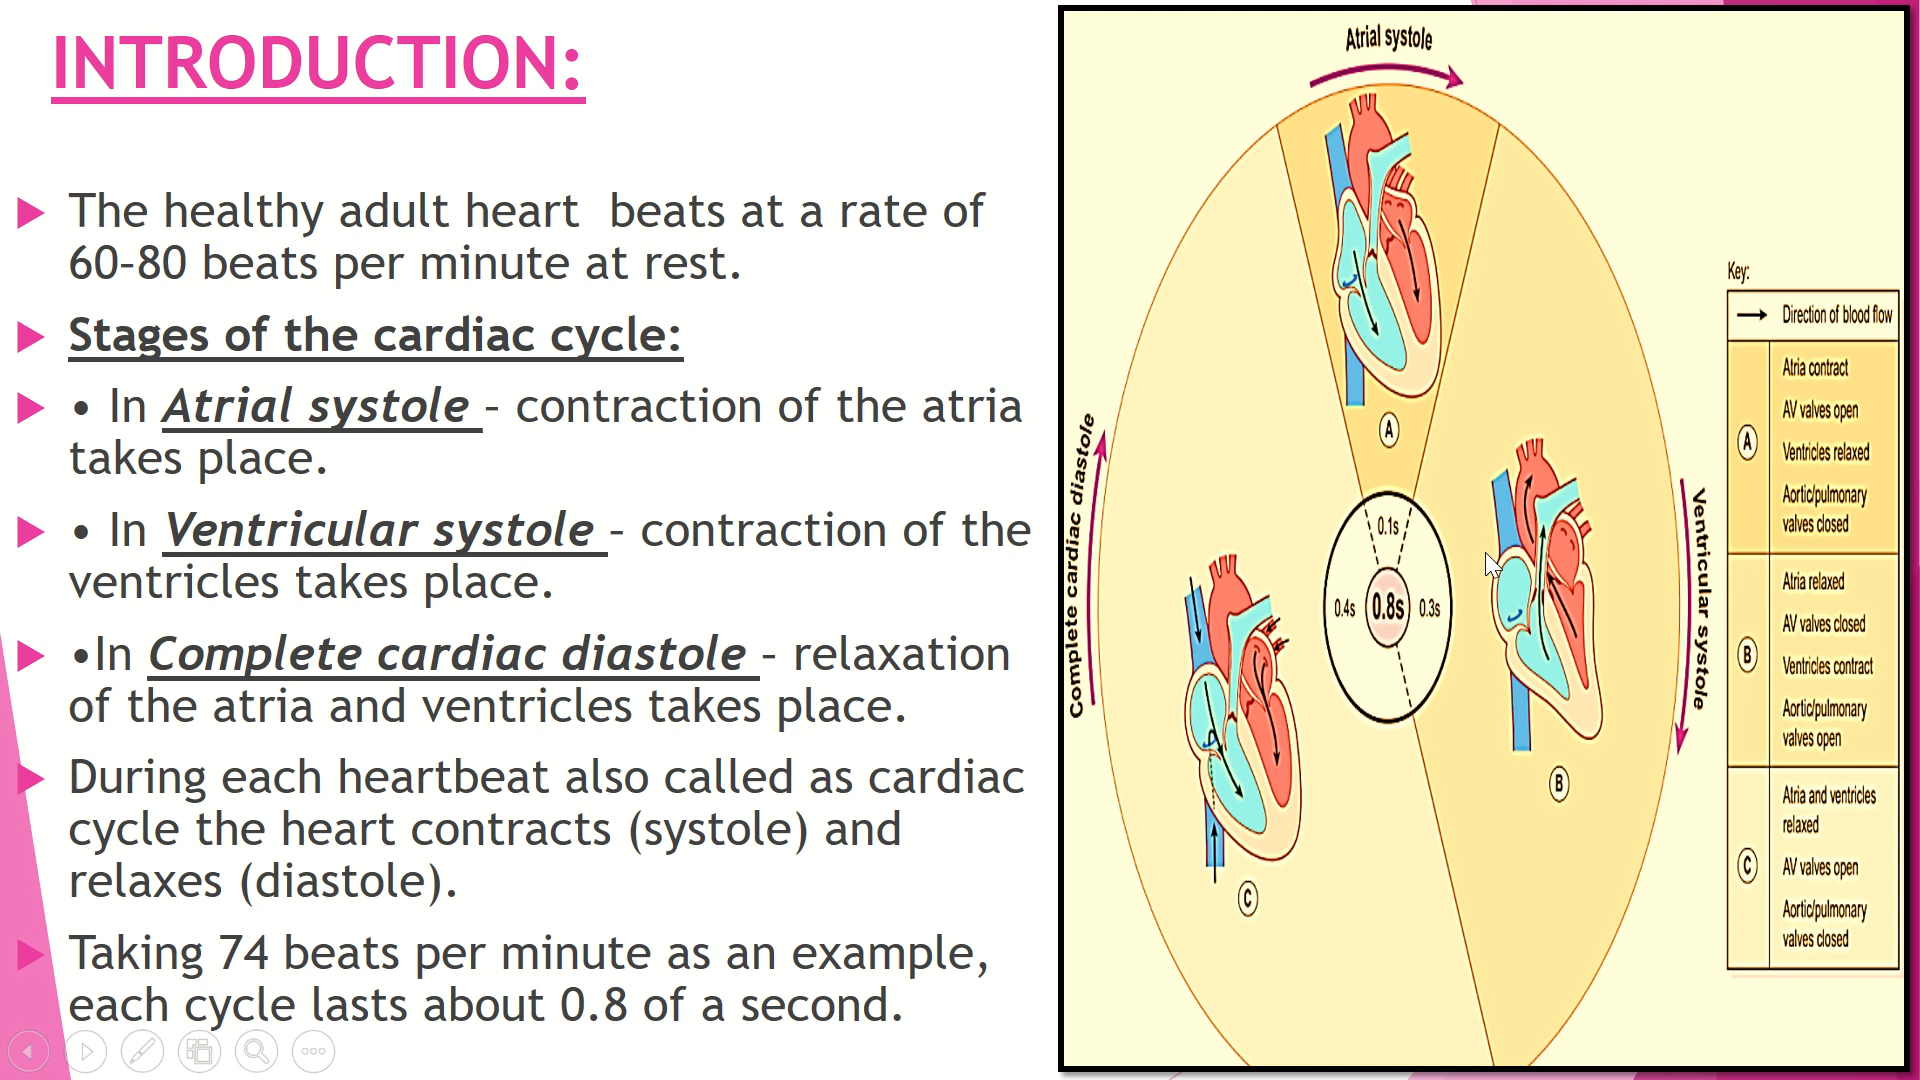 INTRODUCTION:
The healthy adult heart beats at a rate of
60-80 beats per minute at rest.
Stages of the cardiac cycle:
• In Atrial systole – contraction of the atria
takes place.
• In Ventricular systole – contraction of the
ventricles takes place.
•In Complete cardiac diastole – relaxation
of the atria and ventricles takes place.
During each heartbeat also called as cardiac
cycle the heart contracts (systole) and
relaxes (diastole).
Taking 74 beats per minute as an example,
each cycle lasts about 0.8 of a second.
Atrial systole
A
Complete cardiac diastole
Ventricular systole
0.1s
0.4s
0.8s
0.3s
B
C
Key:
Direction of blood flow
A
Atria contract
AV valves open
Ventricles relaxed
Aortic/pulmonary
valves closed
B
Atria relaxed
AV valves closed
Ventricles contract
Aortic/pulmonary
valves open
C
Atria and ventricles
relaxed
AV valves open
Aortic/pulmonary
valves closed